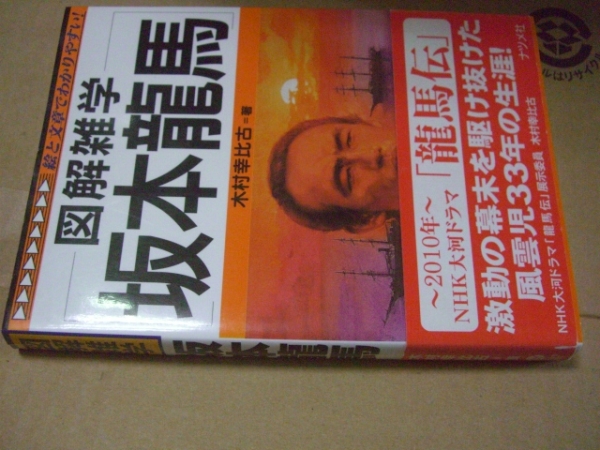 絵と文章でわかりやすい!
図解雑学
坂本龍馬
木村幸比古=著
~2010年~
NHK大河ドラマ「龍馬伝」
激動の幕末を駆け抜けた
風雲児33年の生涯!
NHK大河ドラマ「龍馬伝」展示委員 木村幸比古
ナツメ社
図解雑学
坂本龍馬